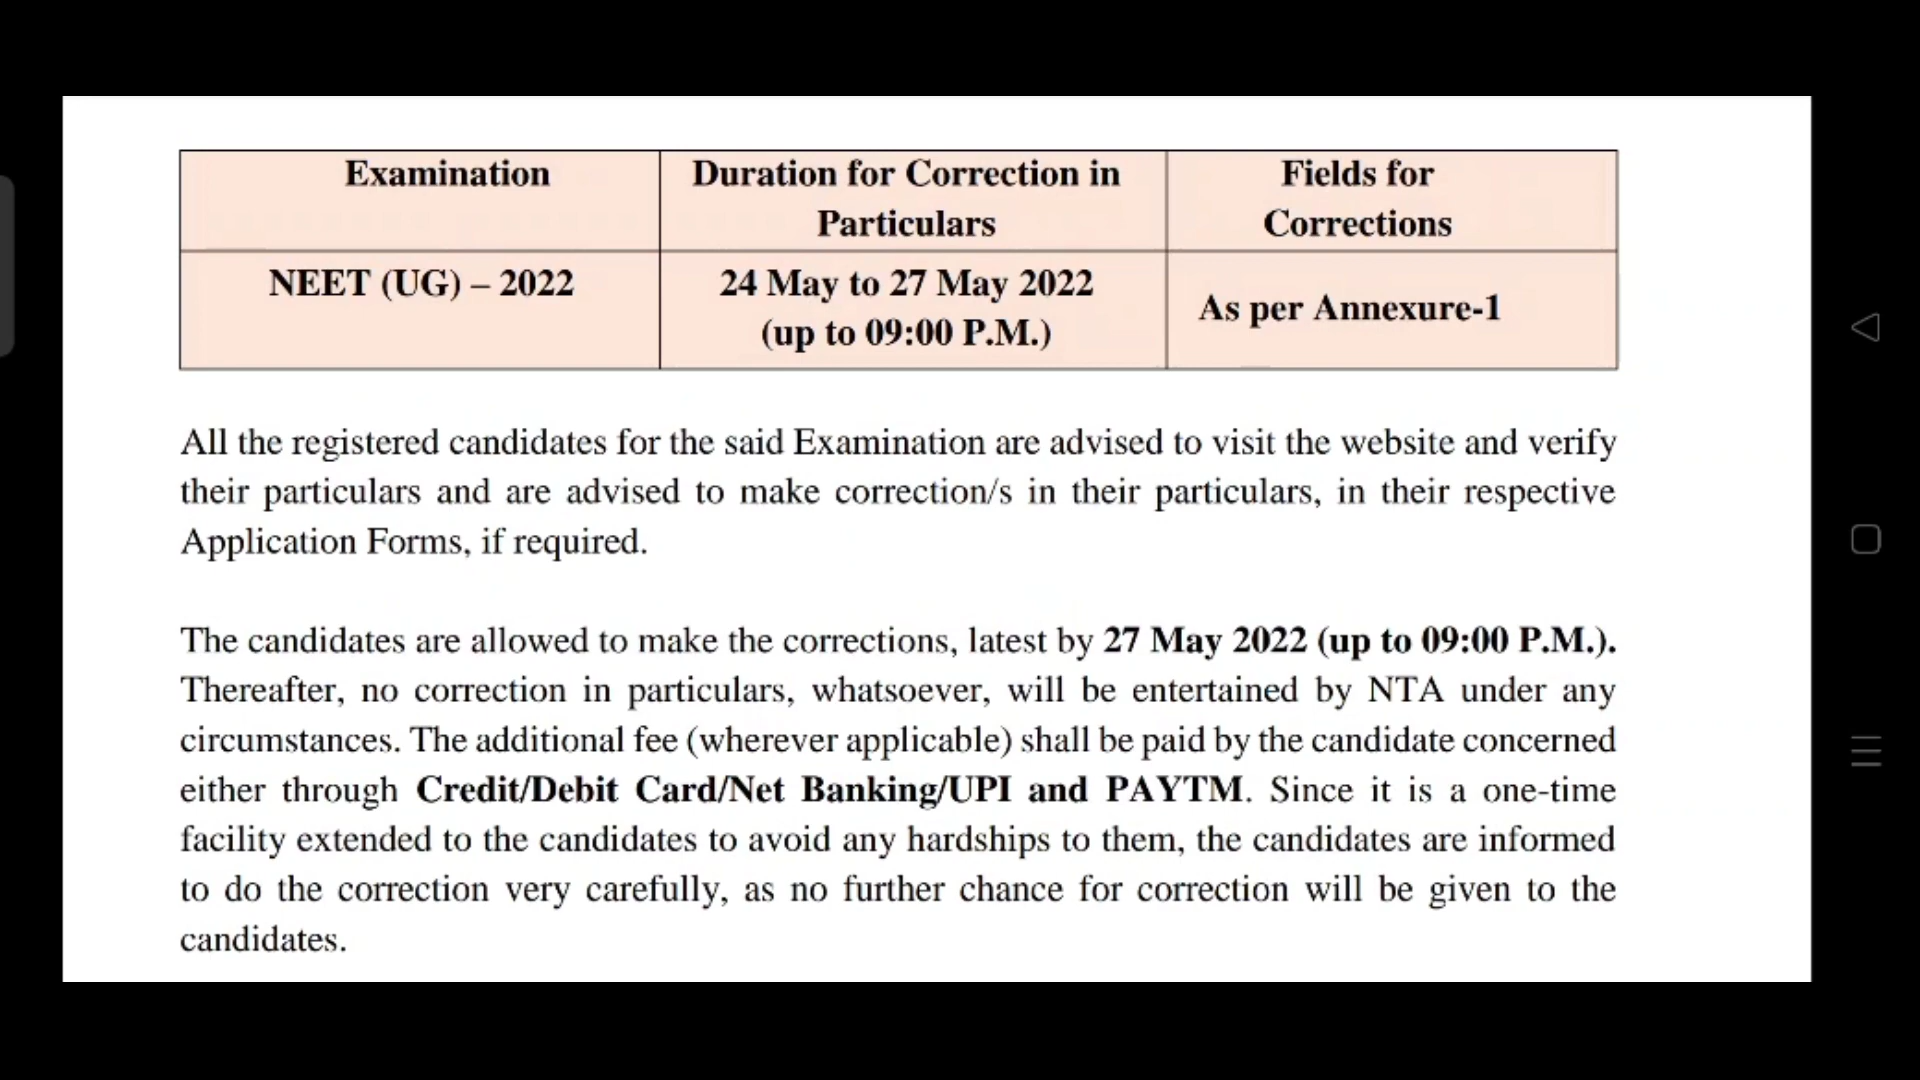 Examination
Duration for Correction in
Particulars
Fields for
Corrections
NEET (UG) – 2022
24 May to 27 May 2022
(up to 09:00 P.M.)
As per Annexure-1
All the registered candidates for the said Examination are advised to visit the website and verify
their particulars and are advised to make correction/s in their particulars, in their respective
Application Forms, if required.
The candidates are allowed to make the corrections, latest by 27 May 2022 (up to 09:00 P.M.).
Thereafter, no correction in particulars, whatsoever, will be entertained by NTA under any
circumstances. The additional fee (wherever applicable) shall be paid by the candidate concerned
either through Credit/Debit Card/Net Banking/UPI and PAYTM. Since it is a one-time
facility extended to the candidates to avoid any hardships to them, the candidates are informed
to do the correction very carefully, as no further chance for correction will be given to the
candidates.